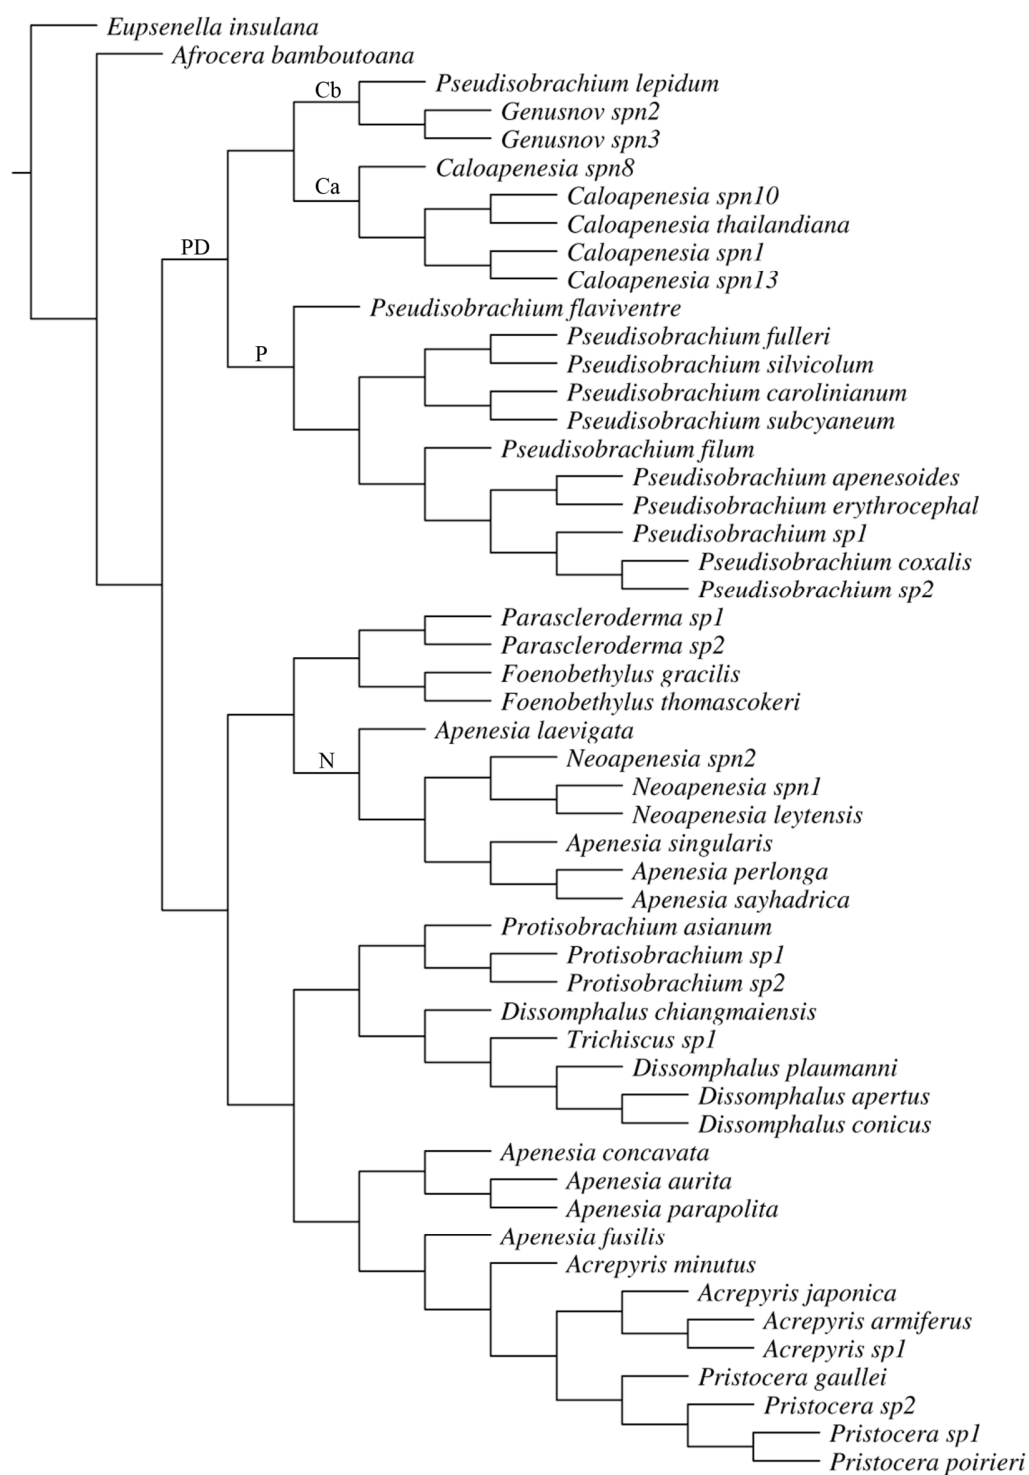 Eupsenella insulana
Afrocera bamboutoana
Cb
Pseudisobrachium lepidum
Genusnov spn2
Genusnov spn3
Caloapenesia spn8
Ca
Caloapenesia spn10
Caloapenesia thailandiana
PD
Caloapenesia spn1
Caloapenesia spn13
Pseudisobrachium flaviventre
Pseudisobrachium fulleri
P
Pseudisobrachium silvicolum
Pseudisobrachium carolinianum
Pseudisobrachium subcyaneum
Pseudisobrachium filum
Pseudisobrachium apenesoides
Pseudisobrachium erythrocephal
Pseudisobrachium sp1
Pseudisobrachium coxalis
Pseudisobrachium sp2
Parascleroderma sp1
Parascleroderma sp2
Foenobethylus gracilis
Foenobethylus thomascokeri
Apenesia laevigata
N
Neoapenesia spn2
Neoapenesia spn1
Neoapenesia leytensis
Apenesia singularis
Apenesia perlonga
Apenesia sayhadrica
Protisobrachium asianum
Protisobrachium sp1
Protisobrachium sp2
Dissomphalus chiangmaiensis
Trichiscus sp1
Dissomphalus plaumanni
Dissomphalus apertus
Dissomphalus conicus
Apenesia concavata
Apenesia aurita
Apenesia parapolita
Apenesia fusilis
Acrepyris minutus
Acrepyris japonica
Acrepyris armiferus
Acrepyris sp1
Pristocera gaullei
Pristocera sp2
Pristocera sp1
Pristocera poirieri